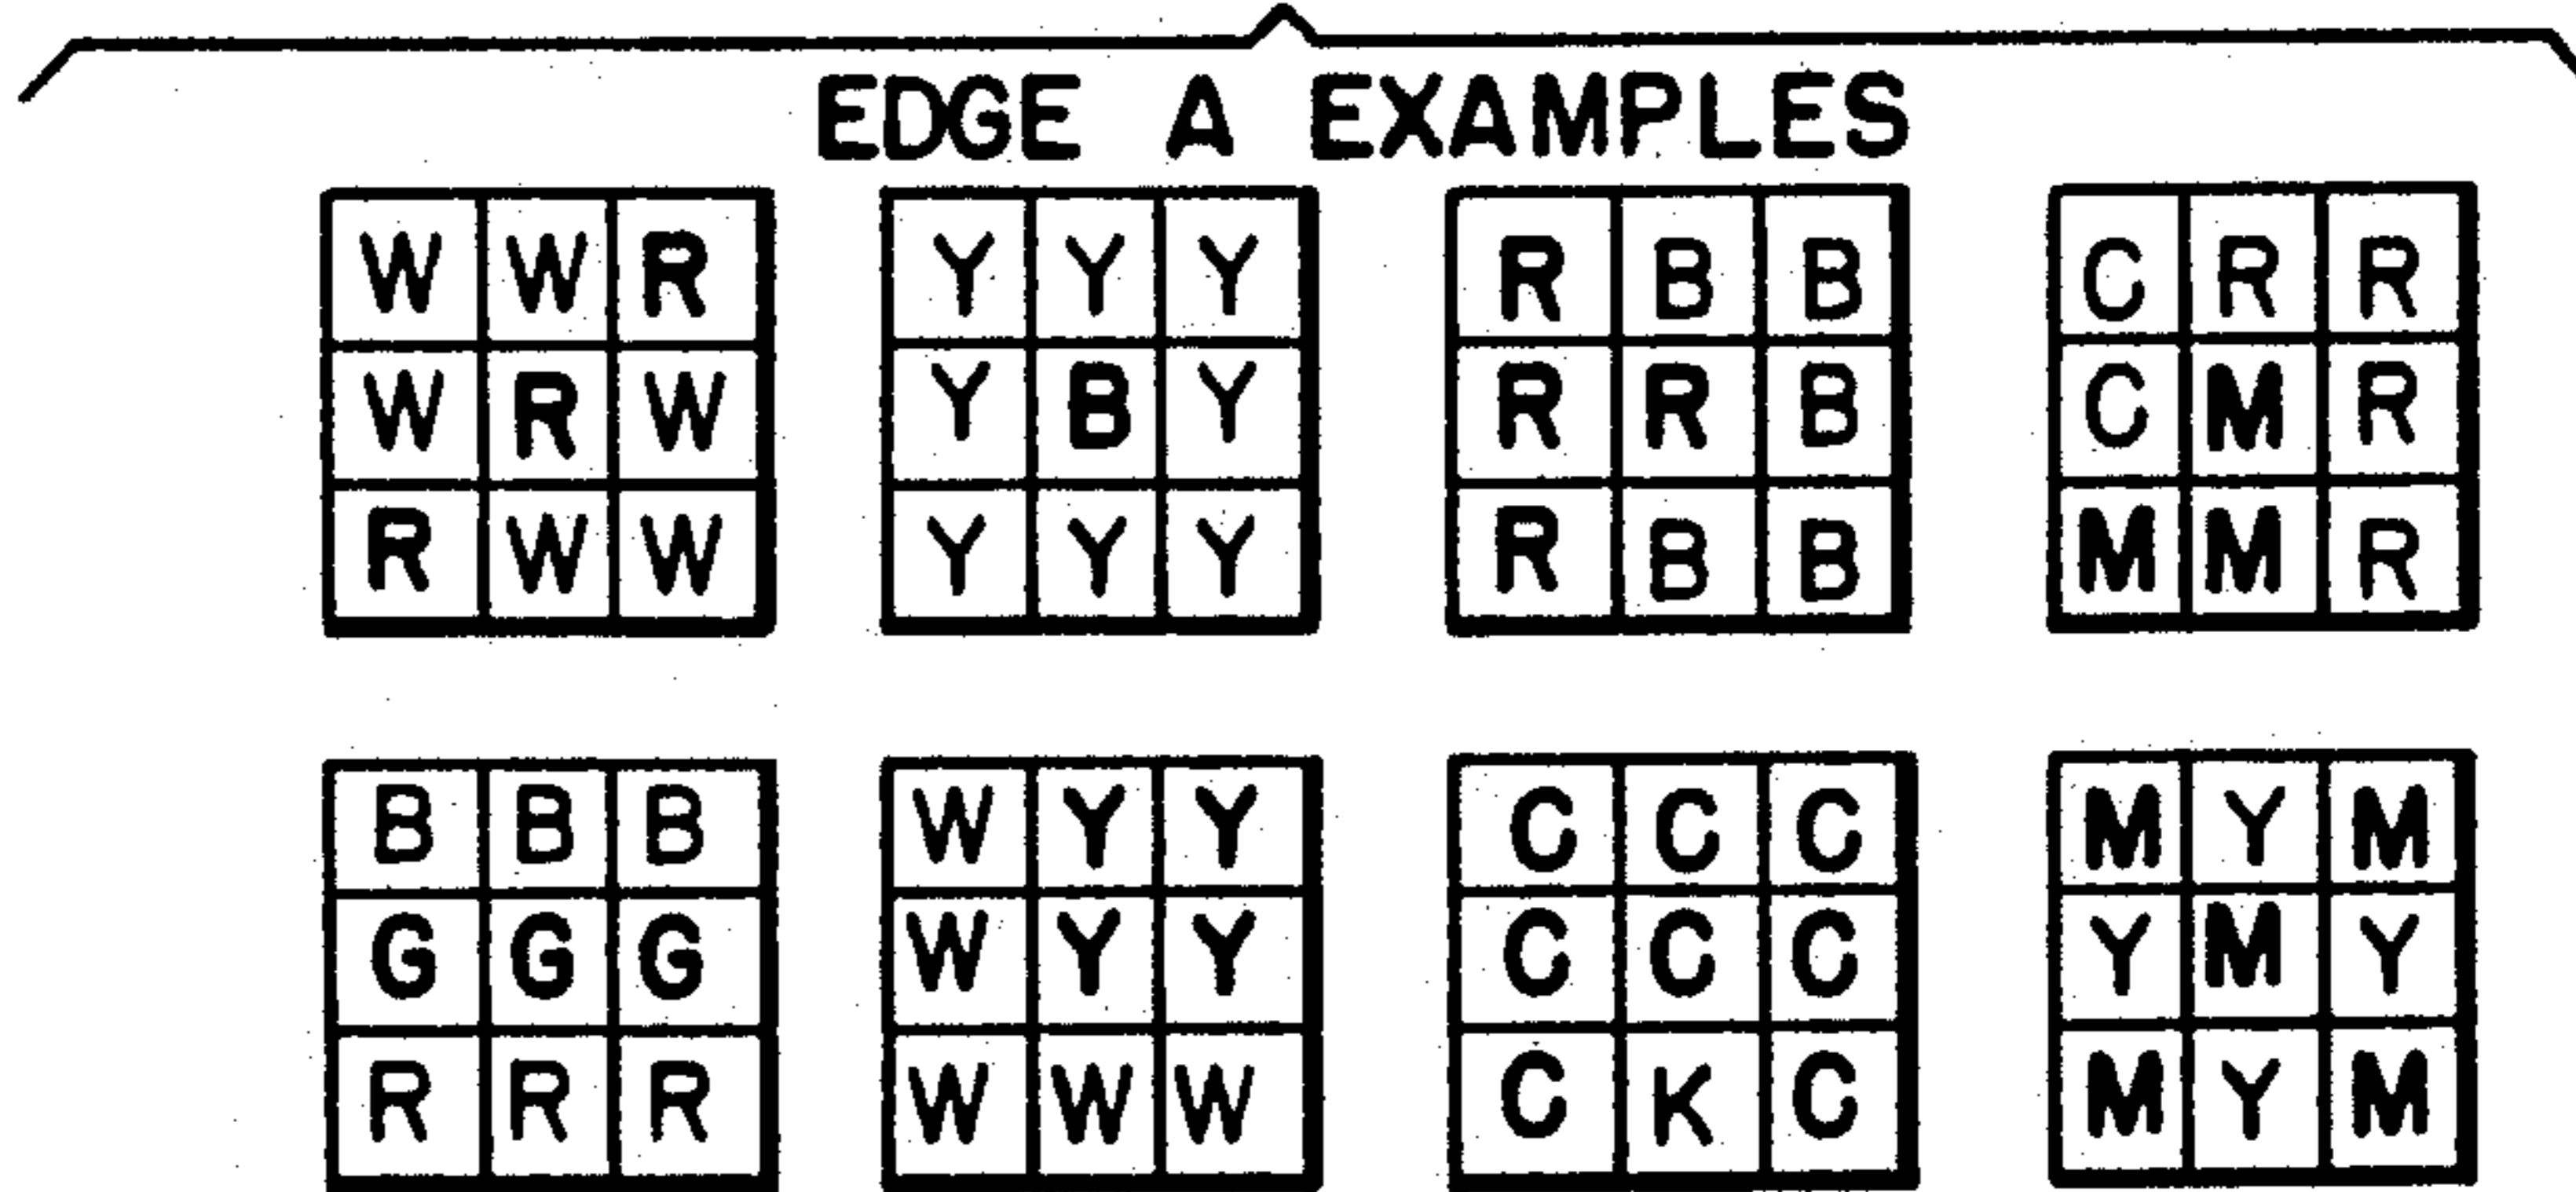 EDGE A EXAMPLES
W W R Y Y Y R B B C R R
W R W Y B Y R R B C M R
R W W Y Y Y R B B M M R
B B B W Y Y C C C M Y M
G G G W Y Y C C C Y M Y
R R R W W W C K C M Y M